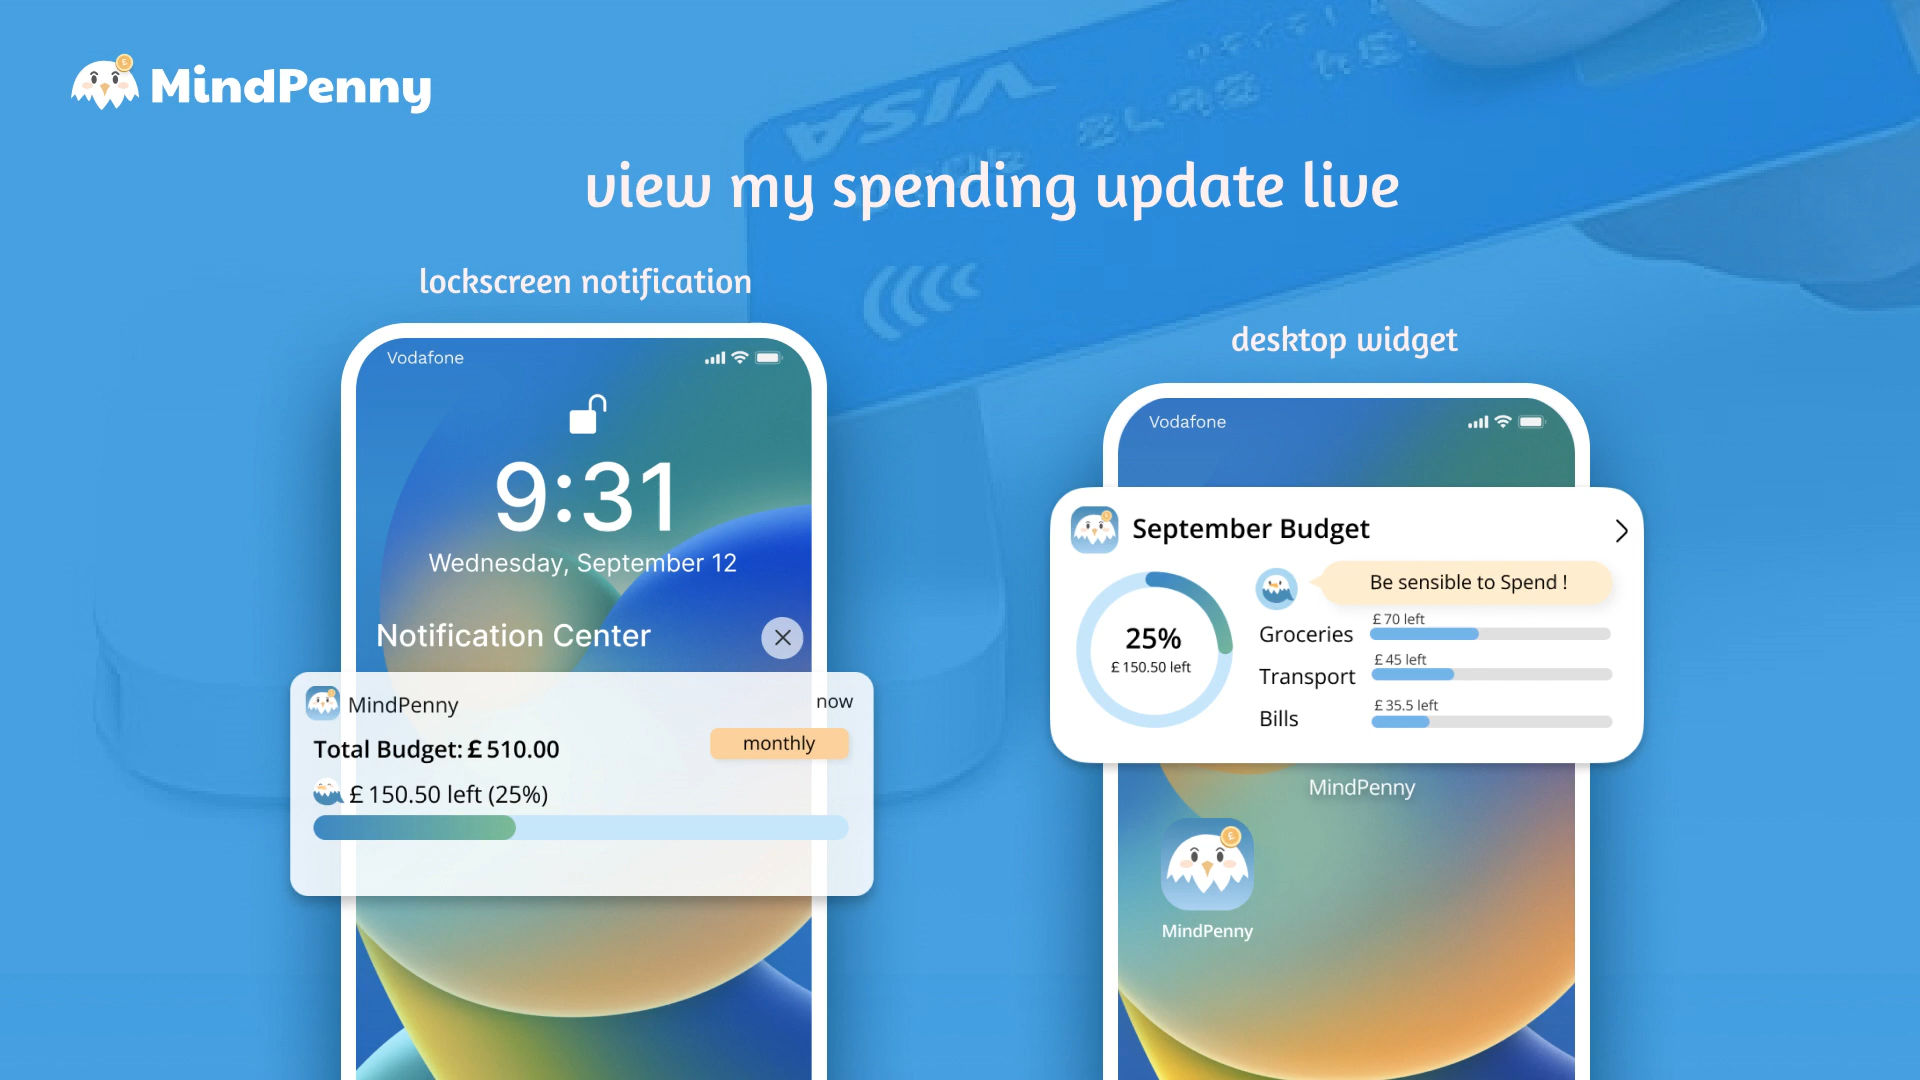 MindPenny
VISA
view my spending update live
lockscreen notification
Vodafone
9:31
Wednesday, September 12
Notification Center
MindPenny
now
Total Budget: £ 510.00
monthly
£ 150.50 left (25%)
desktop widget
Vodafone
September Budget
25%
£ 150.50 left
Be sensible to Spend !
£ 70 left
Groceries
£ 45 left
Transport
£ 35.5 left
Bills
MindPenny
MindPenny